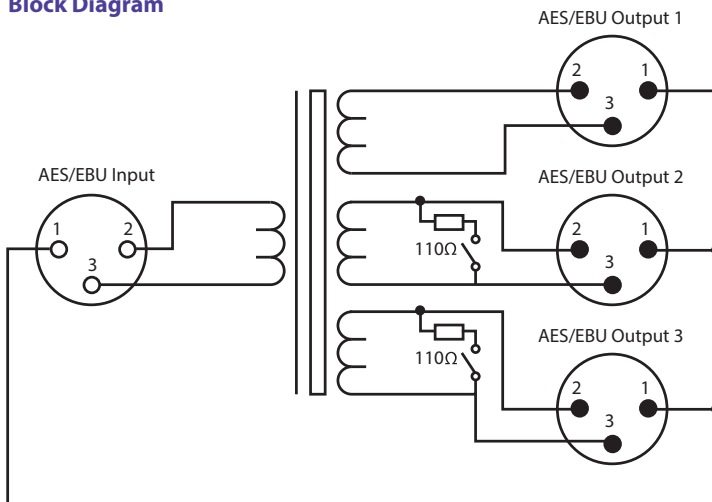 Block Diagram
AES/EBU Output 1
2 1
3
AES/EBU Input
1 2
3
AES/EBU Output 2
2 1
3
110Ω
AES/EBU Output 3
2 1
3
110Ω